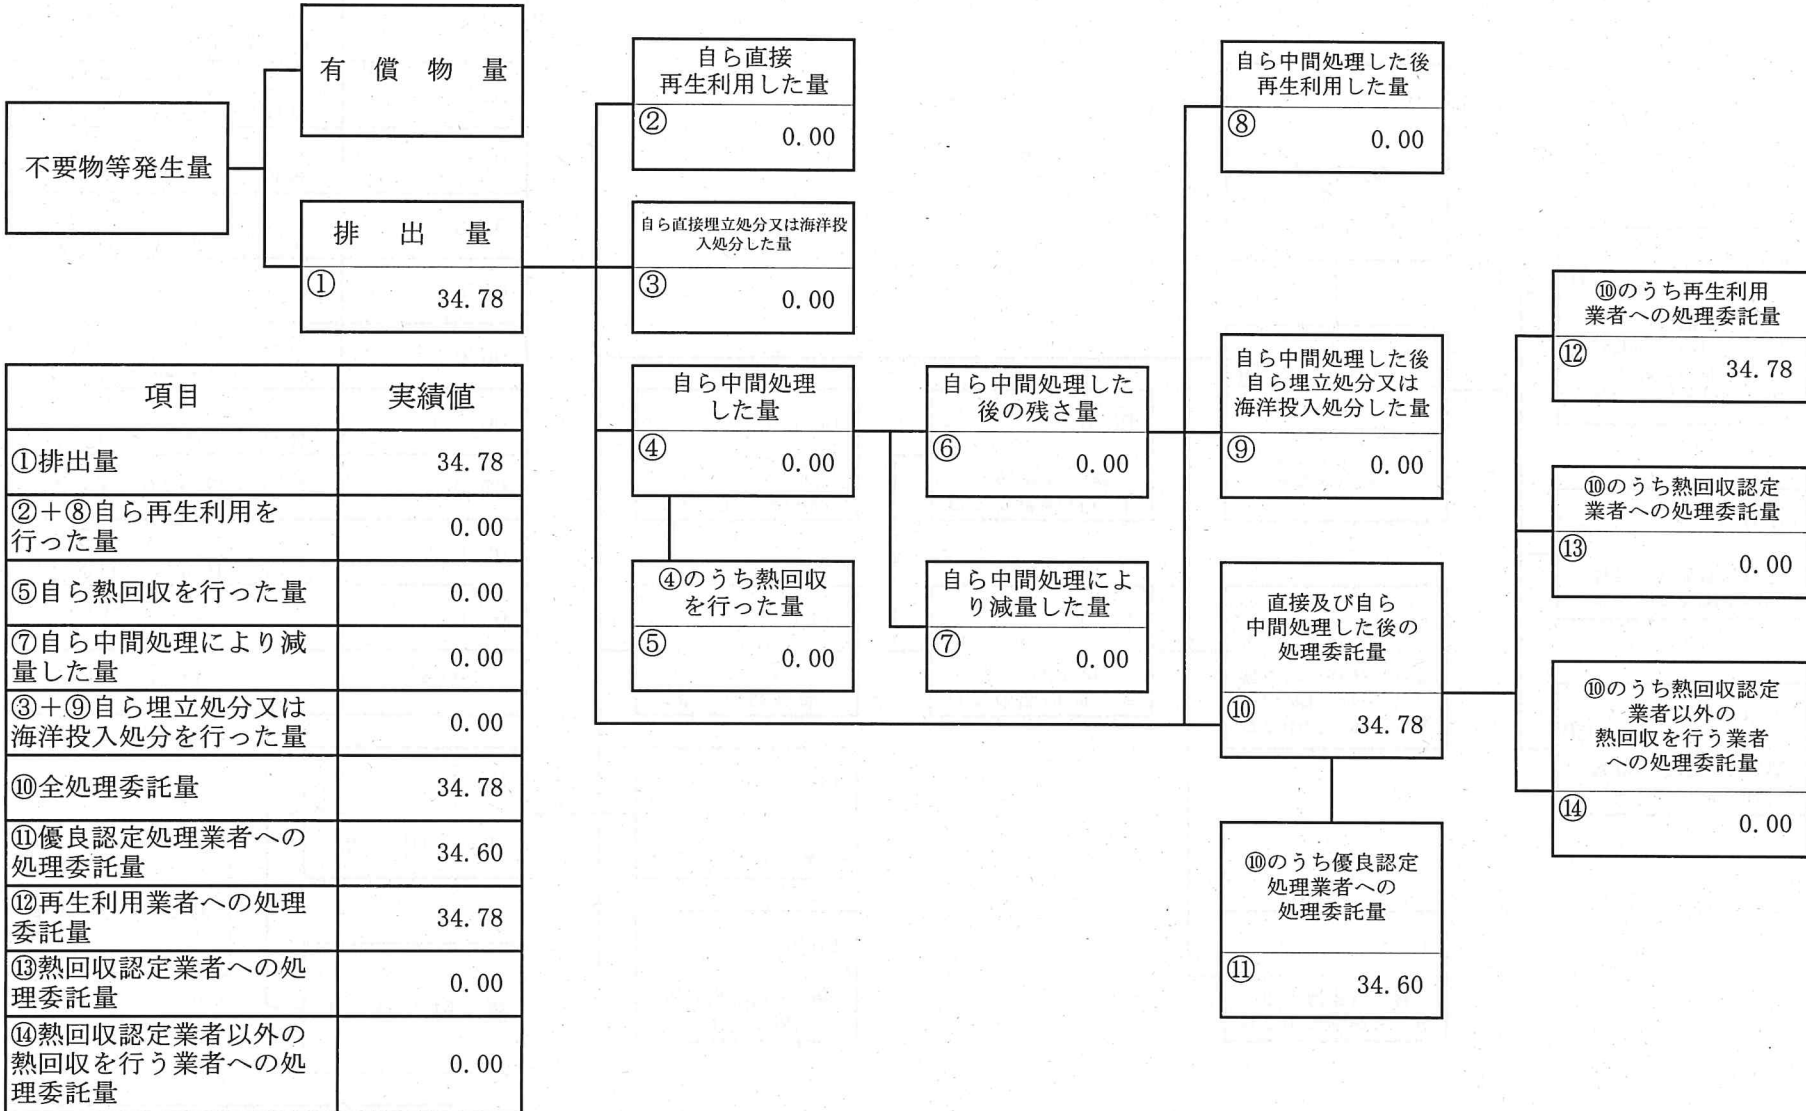 有償物量
不要物等発生量
排出量
①
34.78
自ら直接
再生利用した量
②
0.00
自ら直接埋立処分又は海洋投
入処分した量
③
0.00
自ら中間処理
した量
④
0.00
④のうち熱回収
を行った量
⑤
0.00
自ら中間処理した
後の残さ量
⑥
0.00
自ら中間処理によ
り減量した量
⑦
0.00
自ら中間処理した後
再生利用した量
⑧
0.00
自ら中間処理した後
自ら埋立処分又は
海洋投入処分した量
⑨
0.00
直接及び自ら
中間処理した後の
処理委託量
⑩
34.78
⑩のうち優良認定
処理業者への
処理委託量
⑪
34.60
⑩のうち再生利用
業者への処理委託量
⑫
34.78
⑩のうち熱回収認定
業者への処理委託量
⑬
0.00
⑩のうち熱回収認定
業者以外の
熱回収を行う業者
への処理委託量
⑭
0.00
項目 実績値
①排出量 34.78
②+⑧自ら再生利用を
行った量 0.00
⑤自ら熱回収を行った量 0.00
⑦自ら中間処理により減
量した量 0.00
③+⑨自ら埋立処分又は
海洋投入処分を行った量 0.00
⑩全処理委託量 34.78
⑪優良認定処理業者への
処理委託量 34.60
⑫再生利用業者への処理
委託量 34.78
⑬熱回収認定業者への処
理委託量 0.00
⑭熱回収認定業者以外の
熱回収を行う業者への処
理委託量 0.00